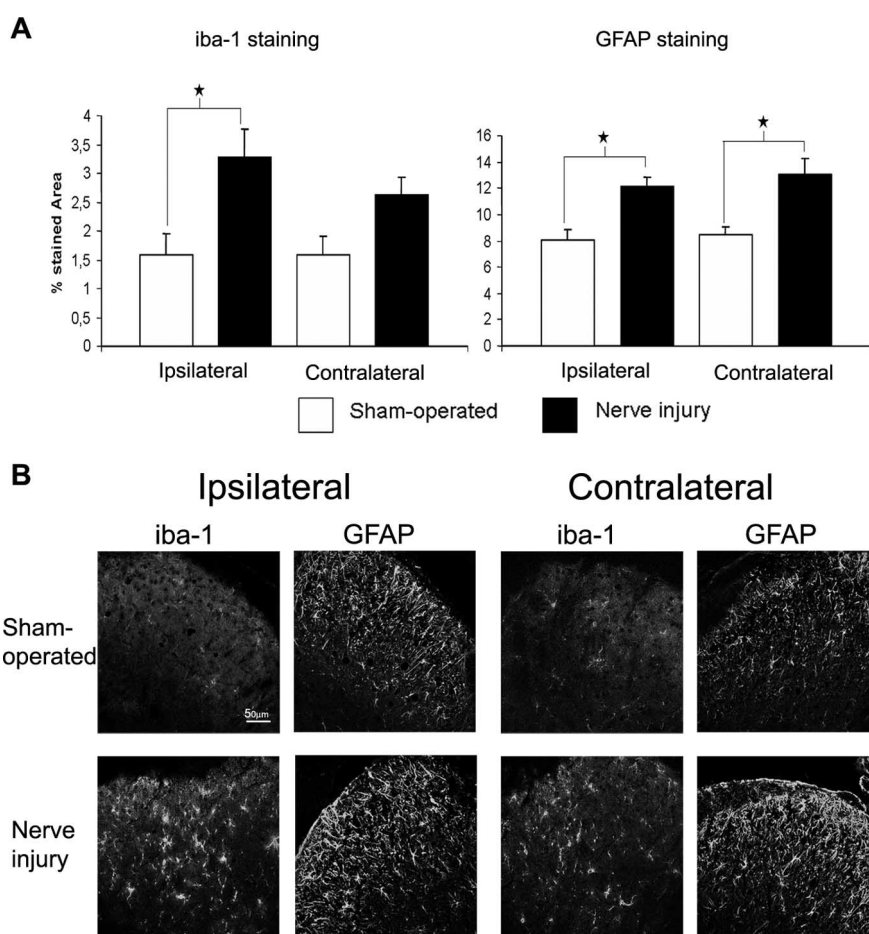 A
iba-1 staining
GFAP staining
★
★
★
% stained Area
4
3,5
3
2,5
2
1,5
1
0,5
0
16
14
12
10
8
6
4
2
0
Ipsilateral
Contralateral
Ipsilateral
Contralateral
Sham-operated
Nerve injury
B
Ipsilateral
Contralateral
iba-1
GFAP
iba-1
GFAP
Sham-
operated
50µm
Nerve
injury